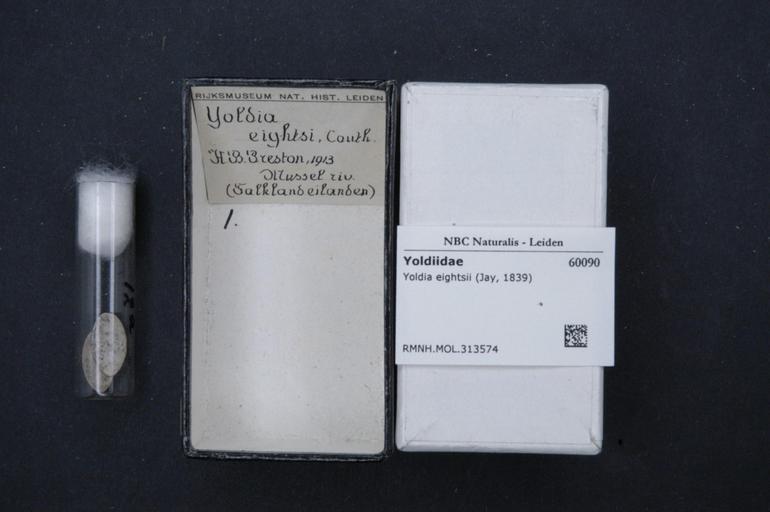 RIJKSMUSEUM NAT. HIST. LEIDEN
Yoldia
eightsi, Couth.
H.B. Preston, 1913
Mussel riv.
(Falklandeilanden)
1.
NBC Naturalis - Leiden
Yoldiidae 60090
Yoldia eightsii (Jay, 1839)
RMNH.MOL.313574